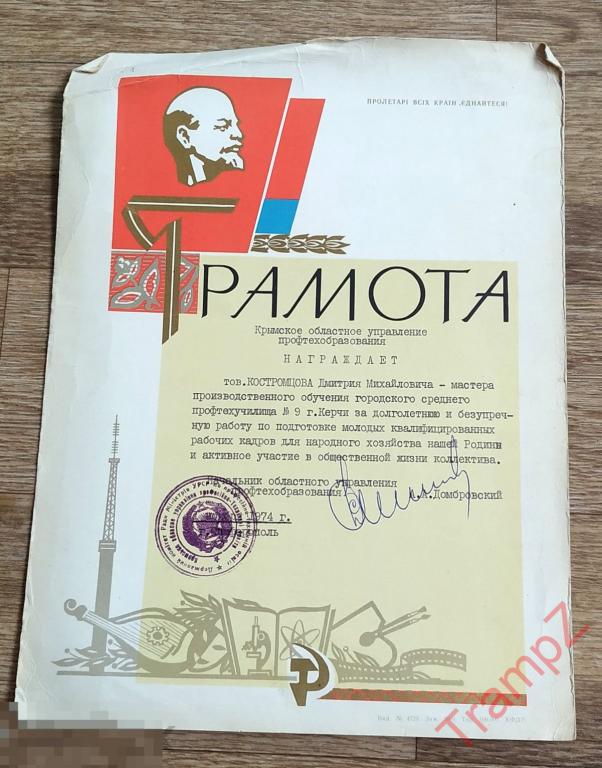 ПРОЛЕТАРІ ВСІХ КРАЇН, ЄДНАЙТЕСЯ!
ГРАМОТА
Крымское областное управление
профтехобразования
НАГРАЖДАЕТ
тов.КОСТРОМЦОВА Дмитрия Михайловича - мастера
производственного обучения городского среднего
профтехучилища № 9 г.Керчи за долголетнюю и безупреч-
ную работу по подготовке молодых квалифицированных
рабочих кадров для народного хозяйства нашей Родины
и активное участие в общественной жизни коллектива.
Начальник областного управления
профтехобразования А.Домбровский
1974 г.
TrampZ